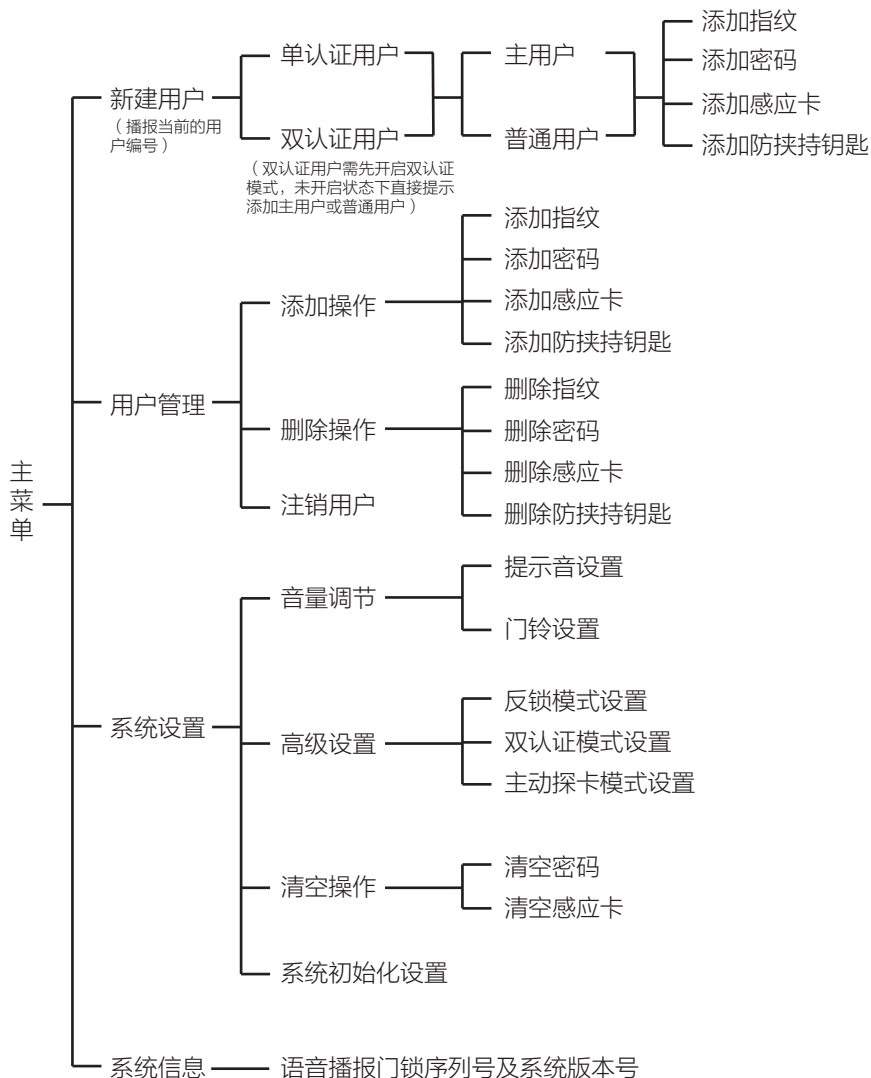 主菜单
新建用户
（播报当前的用
户编号）
单认证用户
双认证用户
（双认证用户需先开启双认证
模式，未开启状态下直接提示
添加主用户或普通用户）
主用户
普通用户
添加指纹
添加密码
添加感应卡
添加防挟持钥匙
用户管理
添加操作
添加指纹
添加密码
添加感应卡
添加防挟持钥匙
删除操作
删除指纹
删除密码
删除感应卡
删除防挟持钥匙
注销用户
系统设置
音量调节
提示音设置
门铃设置
高级设置
反锁模式设置
双认证模式设置
主动探卡模式设置
清空操作
清空密码
清空感应卡
系统初始化设置
系统信息
语音播报门锁序列号及系统版本号